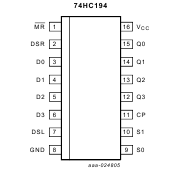 74HC194
MR 1 16 VCC
DSR 2 15 Q0
D0 3 14 Q1
D1 4 13 Q2
D2 5 12 Q3
D3 6 11 CP
DSL 7 10 S1
GND 8 9 S0
aaa-024805